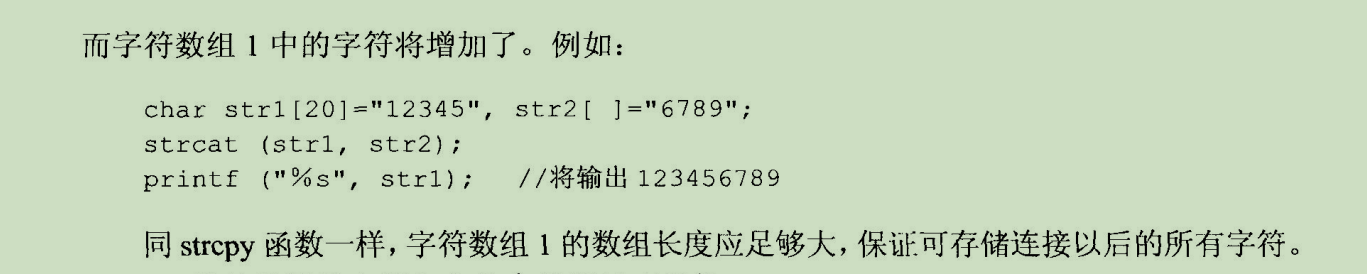 而字符数组 1 中的字符将增加了。例如：
char str1[20]="12345", str2[ ]="6789";
strcat (str1, str2);
printf ("%s", str1); //将输出 123456789
同 strcpy 函数一样，字符数组 1 的数组长度应足够大，保证可存储连接以后的所有字符。